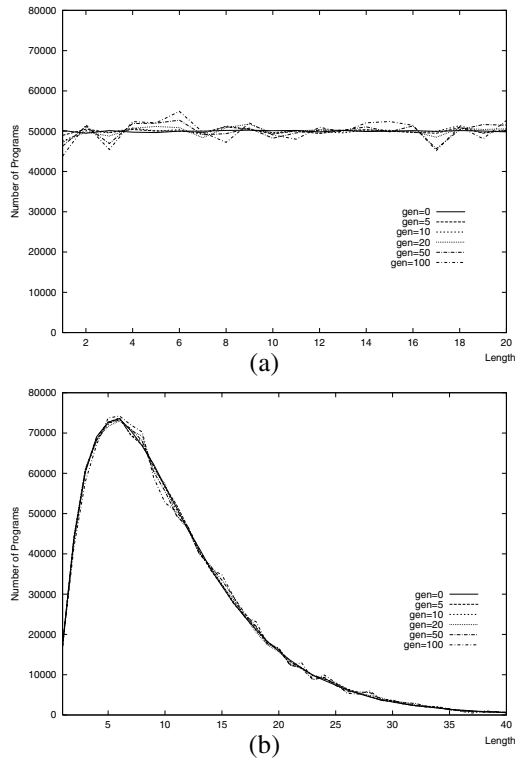 80000
70000
60000
50000
40000
30000
20000
10000
0
Number of Programs
gen=0
gen=5
gen=10
gen=20
gen=50
gen=100
2 4 6 8 10 12 14 16 18 20
Length
(a)
80000
70000
60000
50000
40000
30000
20000
10000
0
Number of Programs
gen=0
gen=5
gen=10
gen=20
gen=50
gen=100
5 10 15 20 25 30 35 40
Length
(b)